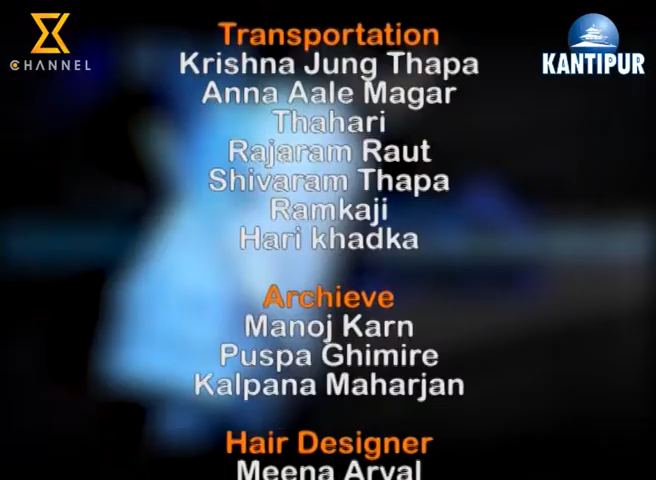 CHANNEL
KANTIPUR
Transportation
Krishna Jung Thapa
Anna Aale Magar
Thahari
Rajaram Raut
Shivaram Thapa
Ramkaji
Hari khadka
Archieve
Manoj Karn
Puspa Ghimire
Kalpana Maharjan
Hair Designer
Meena Aryal